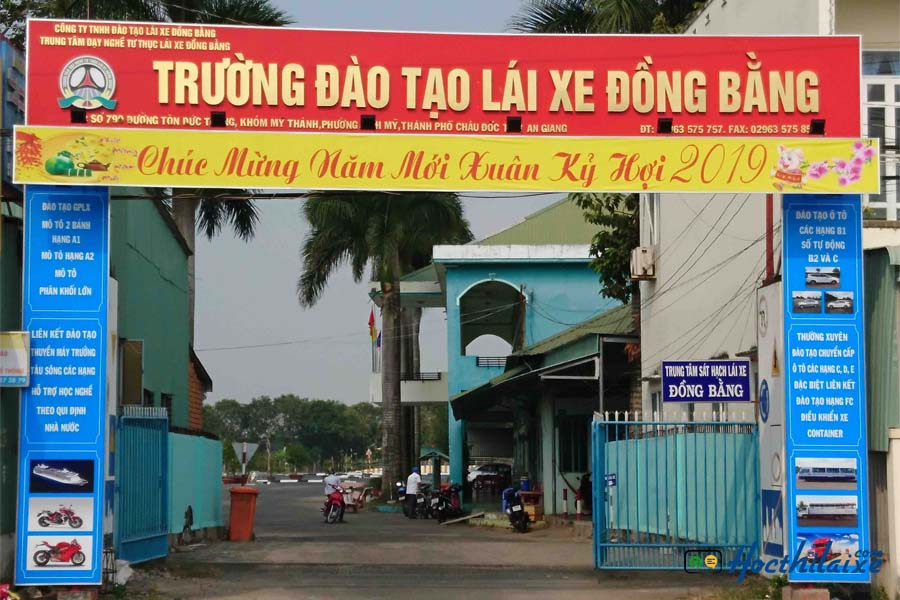 CÔNG TY TNHH ĐÀO TẠO LÁI XE ĐỒNG BẰNG
TRUNG TÂM DẠY NGHỀ TƯ THỤC LÁI XE ĐỒNG BẰNG
TRƯỜNG ĐÀO TẠO LÁI XE ĐỒNG BẰNG
SỐ 790 ĐƯỜNG TÔN ĐỨC KHÓM MỸ THÀNH, MỸ, THÀNH PHỐ CHÂU ĐỐC AN GIANG
ĐT: 963 575 757. FAX: 02963 575
Chúc Mừng Năm Mới Xuân Kỷ Hợi 2019
ĐÀO TẠO GPLX
MÔ TÔ 2 BÁNH
HẠNG A1
MÔ TÔ HẠNG A2
MÔ TÔ
PHÂN KHỐI LỚN
LIÊN KẾT ĐÀO TẠO
THUYỀN MÁY TRƯỞNG
TÀU SÔNG CÁC HẠNG
HỖ TRỢ HỌC NGHỀ
THEO QUI ĐỊNH
NHÀ NƯỚC
ĐÀO TẠO Ô TÔ
CÁC HẠNG B1
SỐ TỰ ĐỘNG
B2 VÀ C
THƯỜNG XUYÊN
ĐÀO TẠO CHUYỂN CẤP
Ô TÔ CÁC HẠNG C, D, E
ĐẶC BIỆT LIÊN KẾT
ĐÀO TẠO HẠNG FC
ĐIỀU KHIỂN XE
CONTAINER
TRUNG TÂM SÁT HẠCH LÁI XE
ĐỒNG BẰNG
Hocthilaixe.com